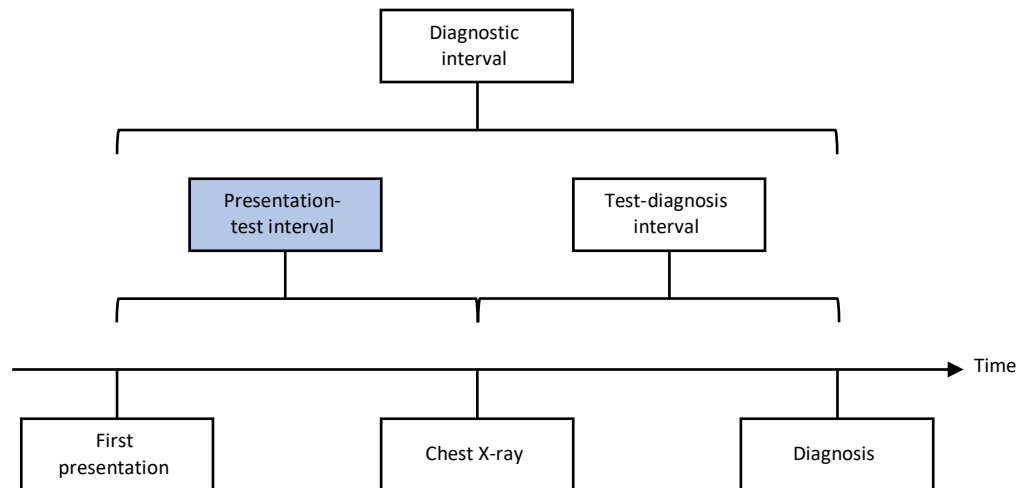 Diagnostic
interval
Presentation-
test interval
Test-diagnosis
interval
Time
First
presentation
Chest X-ray
Diagnosis